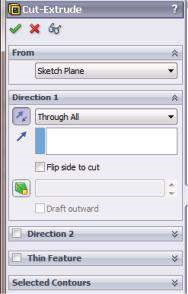 Cut-Extrude ?
From
Sketch Plane
Direction 1
Through All
Flip side to cut
Draft outward
Direction 2
Thin Feature
Selected Contours